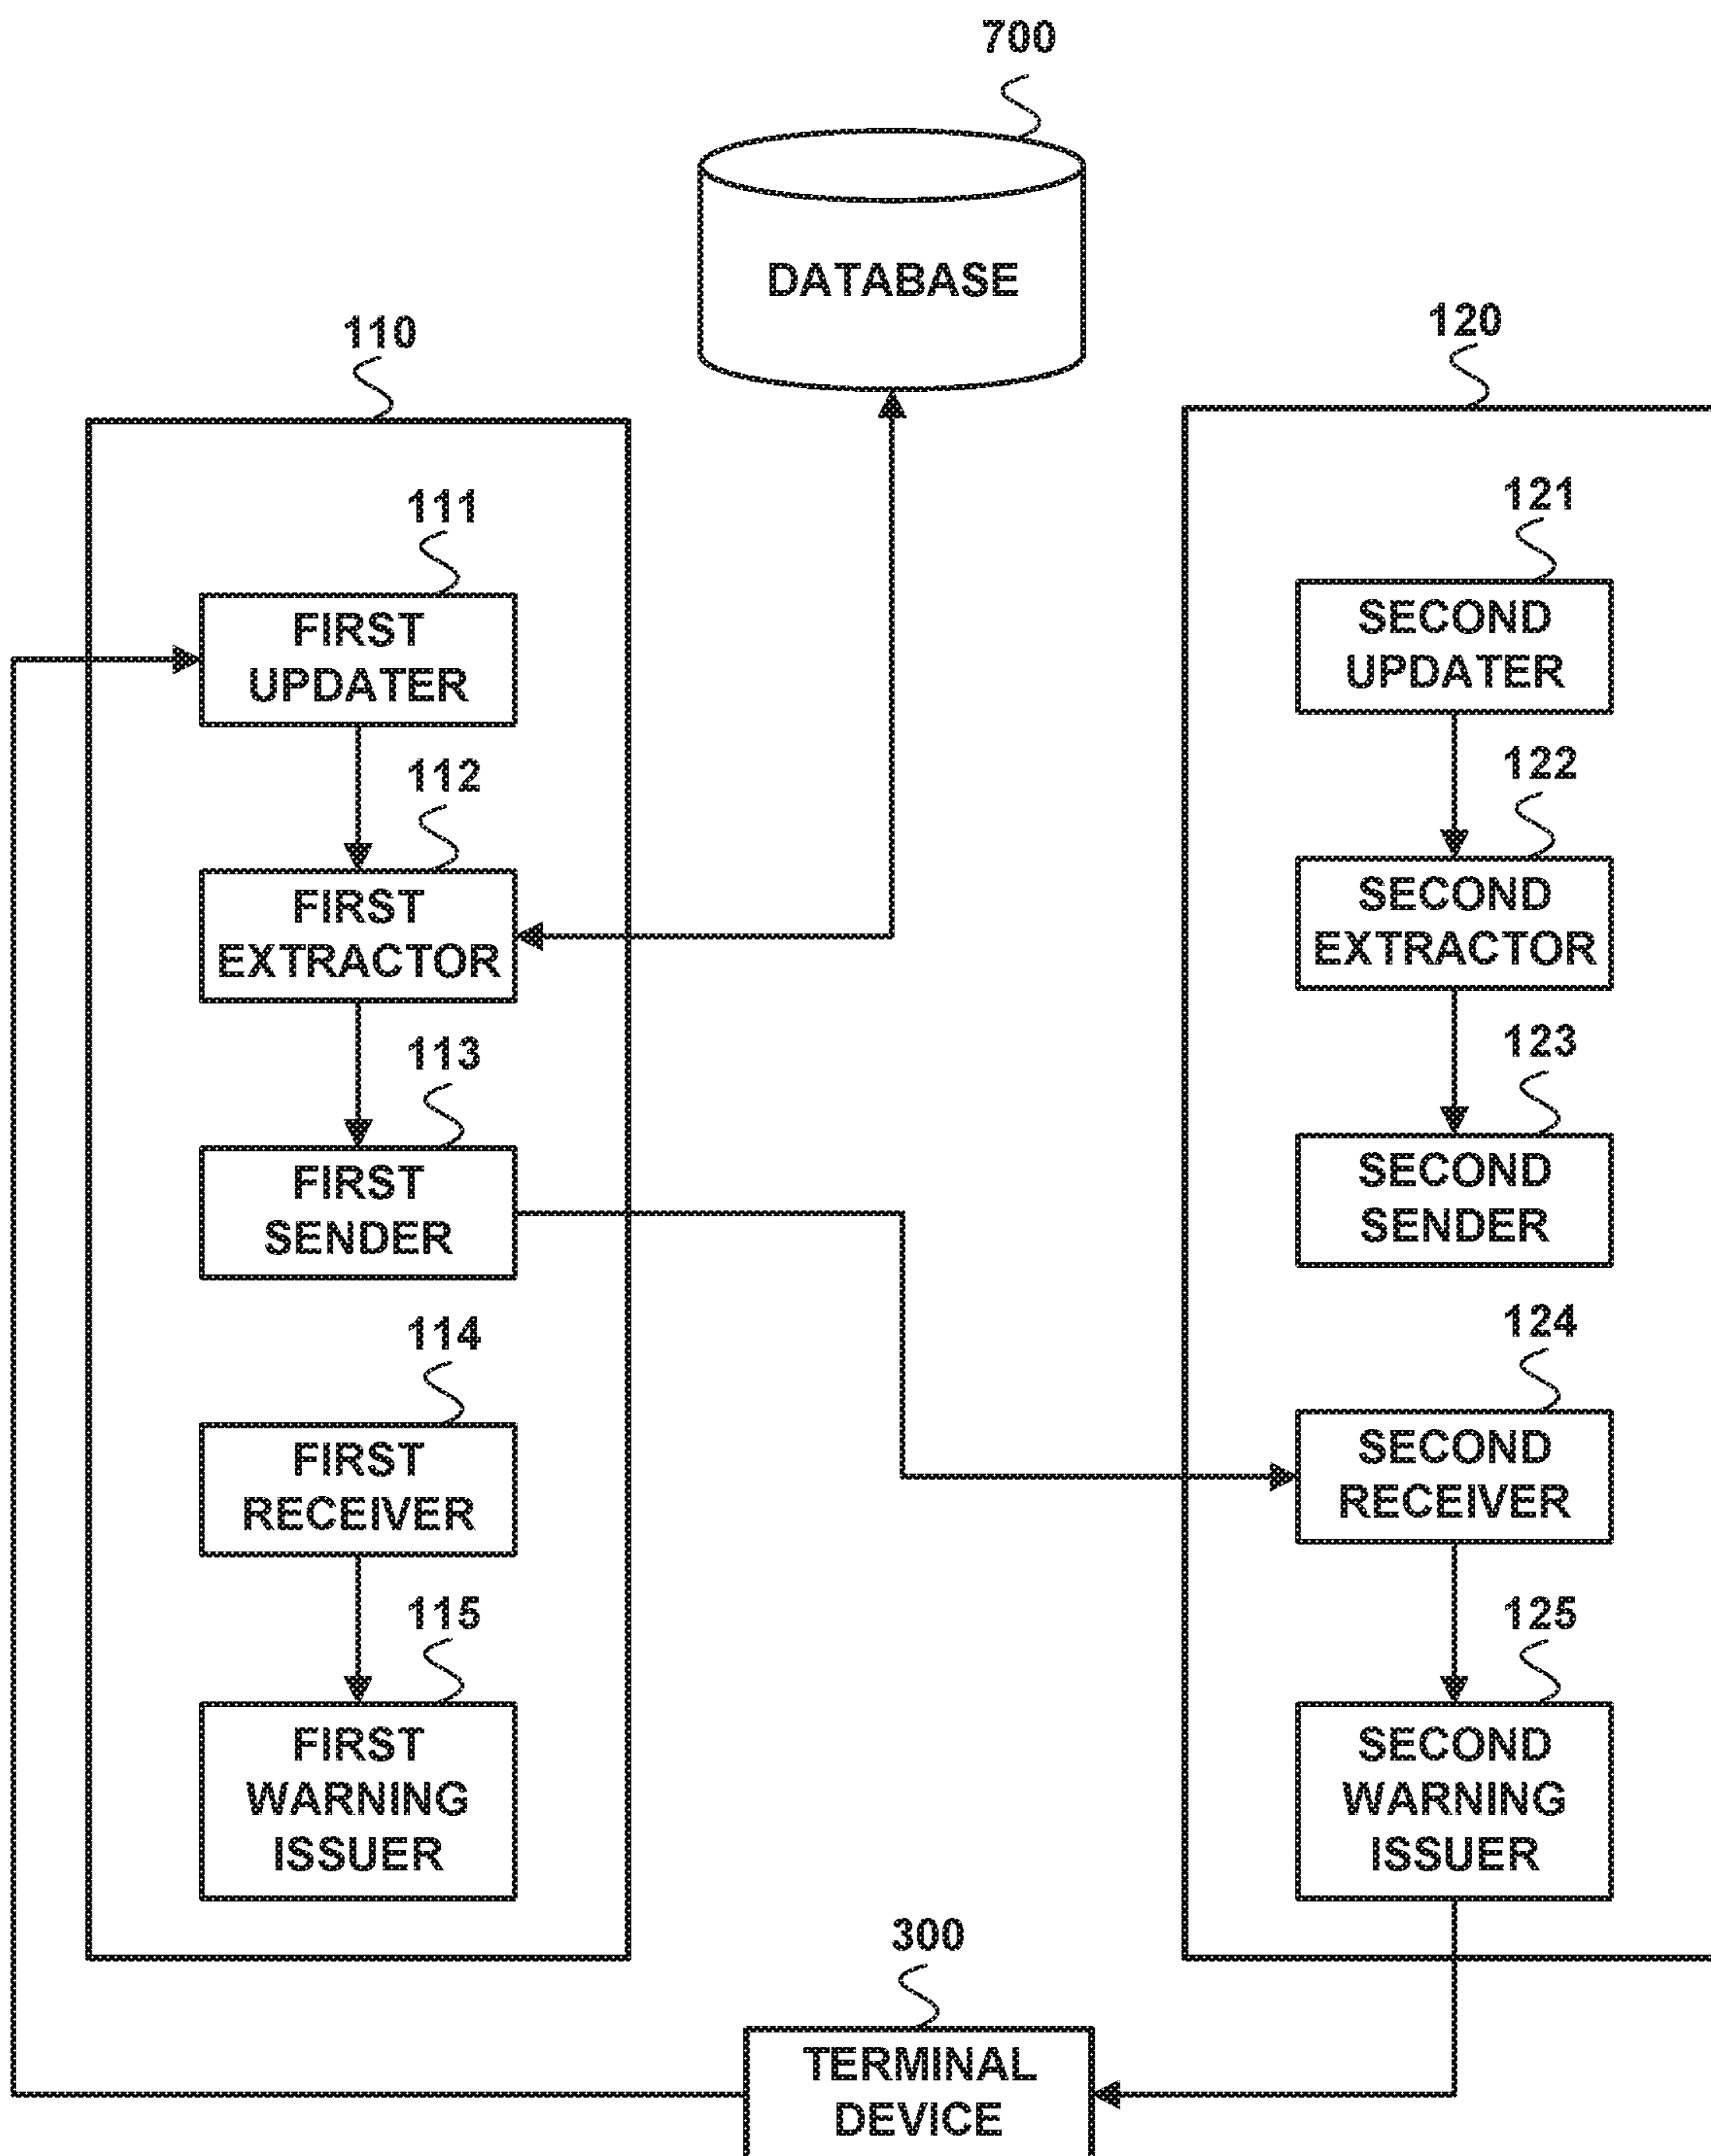 700
DATABASE
110
111
FIRST
UPDATER
112
FIRST
EXTRACTOR
113
FIRST
SENDER
114
FIRST
RECEIVER
115
FIRST
WARNING
ISSUER
120
121
SECOND
UPDATER
122
SECOND
EXTRACTOR
123
SECOND
SENDER
124
SECOND
RECEIVER
125
SECOND
WARNING
ISSUER
300
TERMINAL
DEVICE